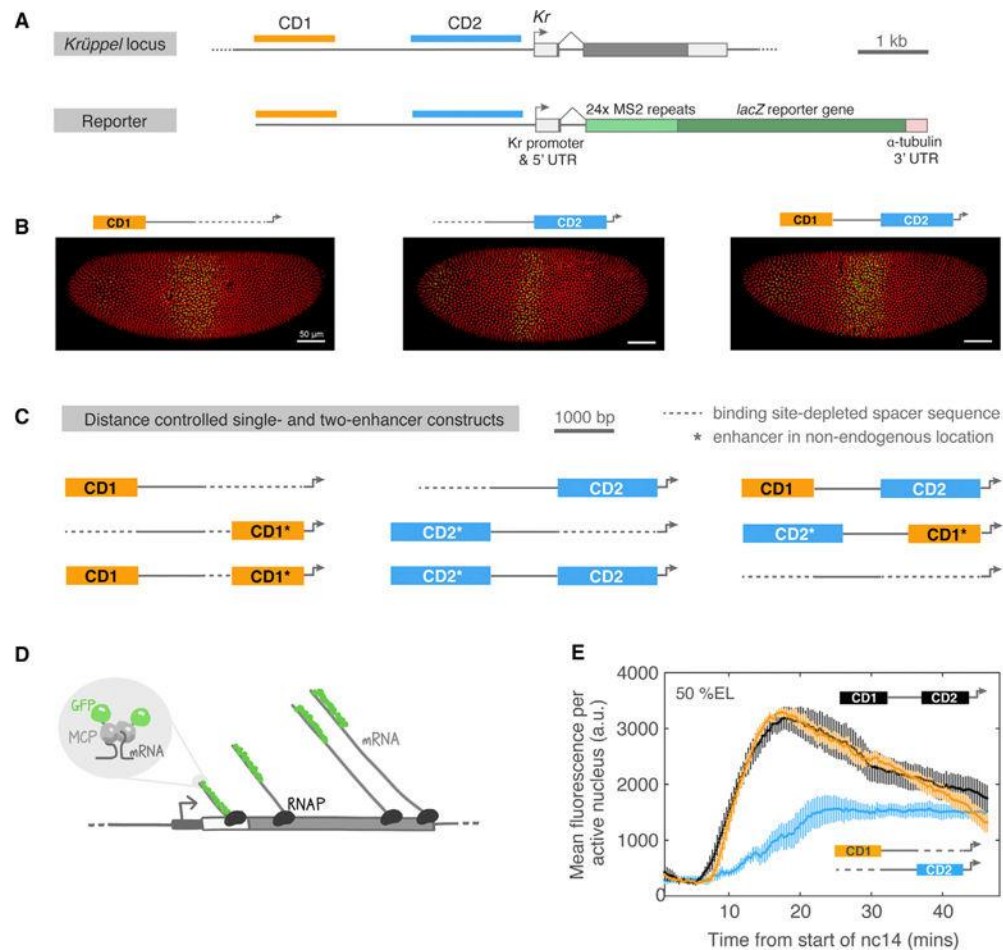 A
CD1
CD2
Kr
Krüppel locus
1 kb
Reporter
24x MS2 repeats
lacZ reporter gene
Kr promoter
& 5' UTR
α-tubulin
3' UTR
B
CD1
CD2
CD1
CD2
50 µm
C
Distance controlled single- and two-enhancer constructs
1000 bp
binding site-depleted spacer sequence
* enhancer in non-endogenous location
CD1
CD2
CD1
CD2
CD1*
CD2*
CD2*
CD1*
CD1
CD1*
CD2*
CD2
D
GFP
MCP
mRNA
RNAP
mRNA
E
4000
3000
2000
1000
0
50 %EL
CD1
CD2
CD1
CD2
Mean fluorescence per
active nucleus (a.u.)
10
20
30
40
Time from start of nc14 (mins)